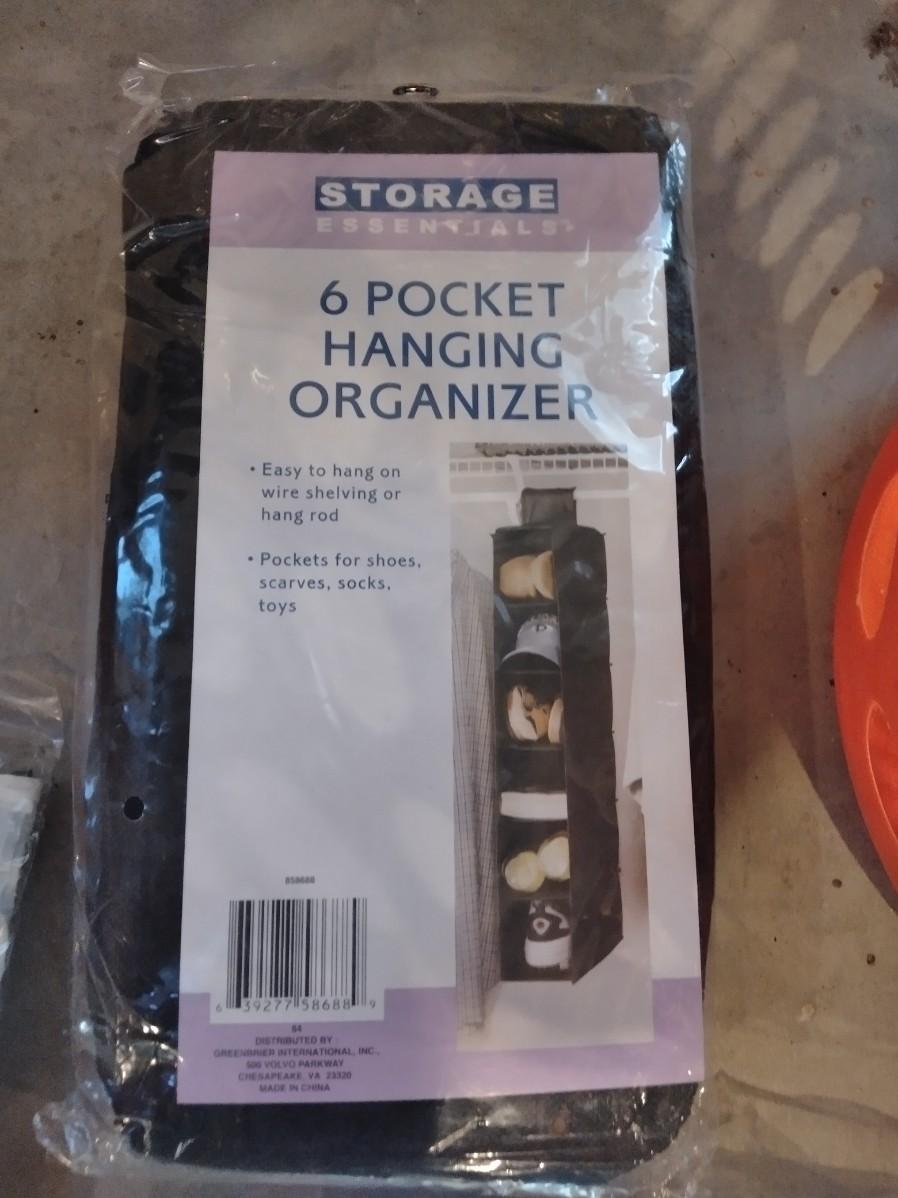 STORAGE
ESSENTIALS
6 POCKET
HANGING
ORGANIZER
• Easy to hang on
wire shelving or
hang rod
• Pockets for shoes,
scarves, socks,
toys
858688
6 39277 58688 9
84
DISTRIBUTED BY :
GREENBRIER INTERNATIONAL, INC.,
500 VOLVO PARKWAY
CHESAPEAKE, VA 23320
MADE IN CHINA